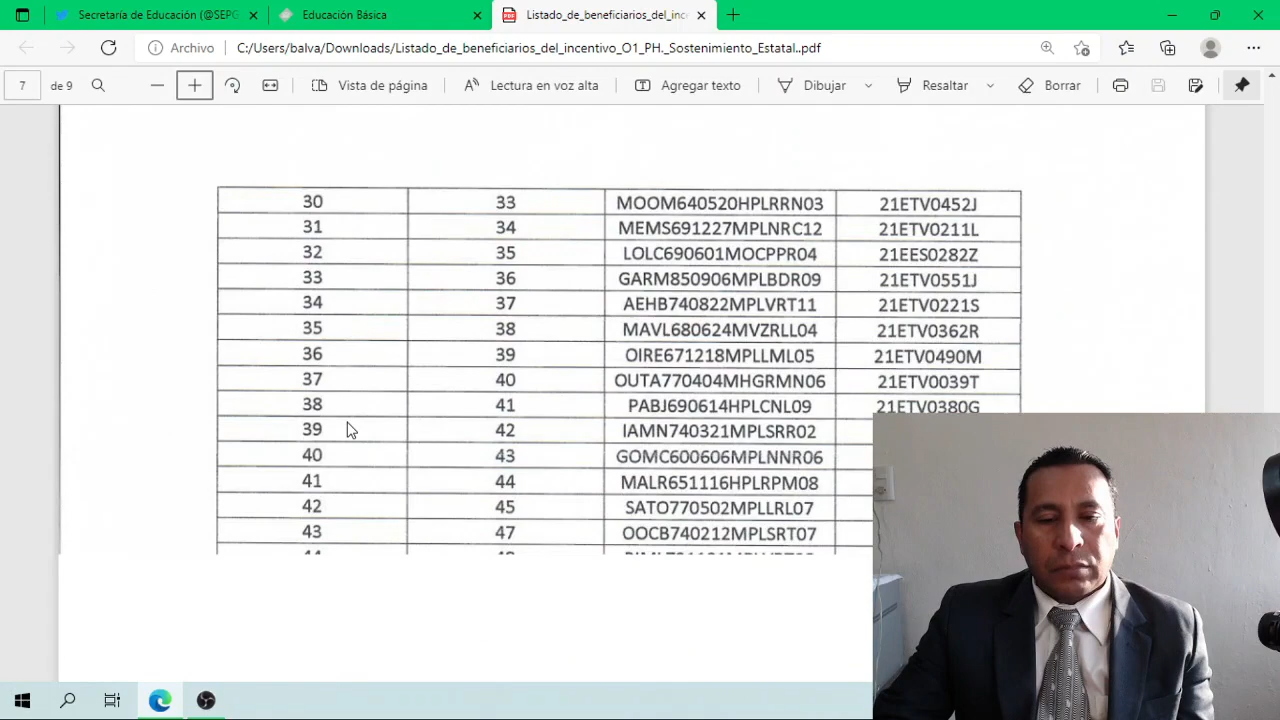 Secretaría de Educación (@SEPG
Educación Básica
Listado_de_beneficiarios_del_ince
Archivo
C:/Users/balva/Downloads/Listado_de_beneficiarios_del_incentivo_O1_PH._Sostenimiento_Estatal..pdf
7 de 9
Vista de página
Lectura en voz alta
Agregar texto
Dibujar
Resaltar
Borrar
30 33 MOOM640520HPLRRN03 21ETV0452J
31 34 MEMS691227MPLNRC12 21ETV0211L
32 35 LOLC690601MOCPPR04 21EES0282Z
33 36 GARM850906MPLBDR09 21ETV0551J
34 37 AEHB740822MPLVRT11 21ETV0221S
35 38 MAVL680624MVZRLL04 21ETV0362R
36 39 OIRE671218MPLLML05 21ETV0490M
37 40 OUTA770404MHGRMN06 21ETV0039T
38 41 PABJ690614HPLCNL09 21ETV0380G
39 42 IAMN740321MPLSRR02
40 43 GOMC600606MPLNNR06
41 44 MALR651116HPLRPM08
42 45 SATO770502MPLLRL07
43 47 OOCB740212MPLSRT07